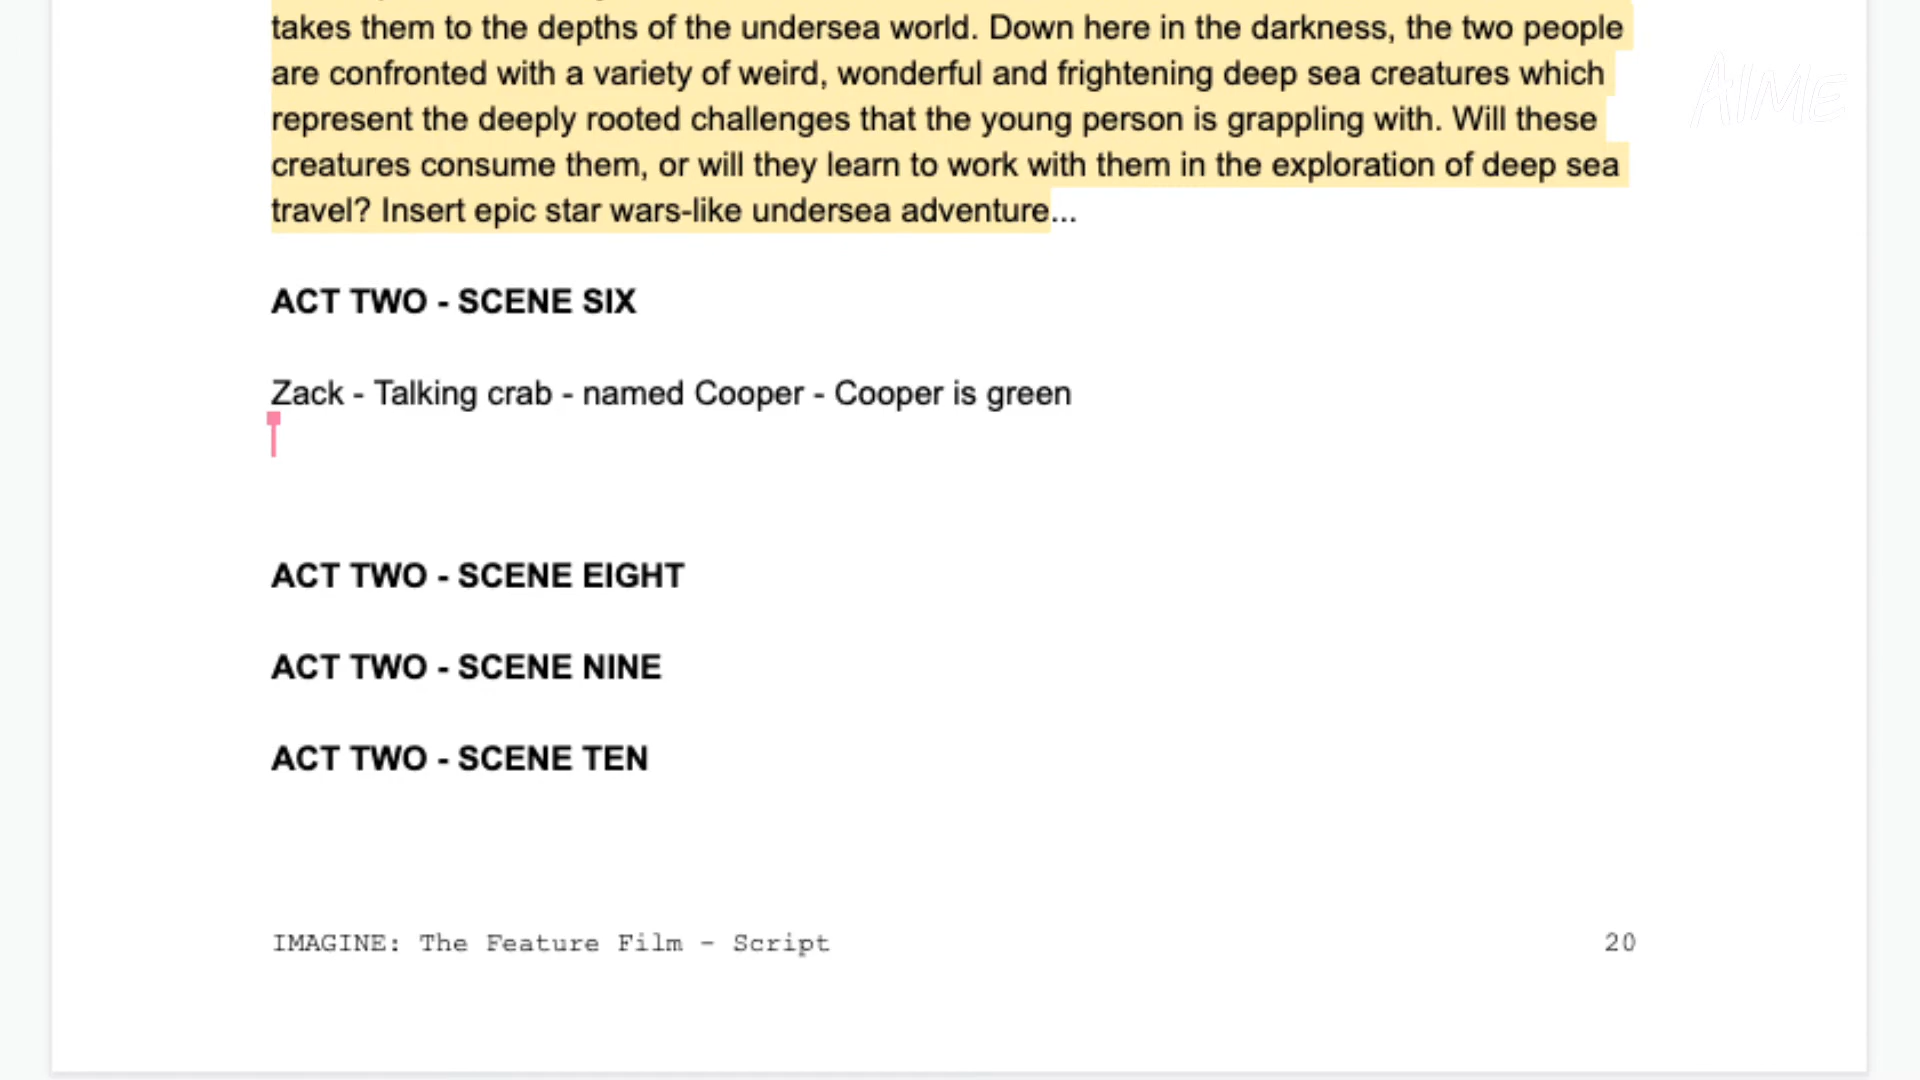 takes them to the depths of the undersea world. Down here in the darkness, the two people
are confronted with a variety of weird, wonderful and frightening deep sea creatures which
represent the deeply rooted challenges that the young person is grappling with. Will these
creatures consume them, or will they learn to work with them in the exploration of deep sea
travel? Insert epic star wars-like undersea adventure...
ACT TWO - SCENE SIX
Zack - Talking crab - named Cooper - Cooper is green
ACT TWO - SCENE EIGHT
ACT TWO - SCENE NINE
ACT TWO - SCENE TEN
IMAGINE: The Feature Film - Script 20
AIME